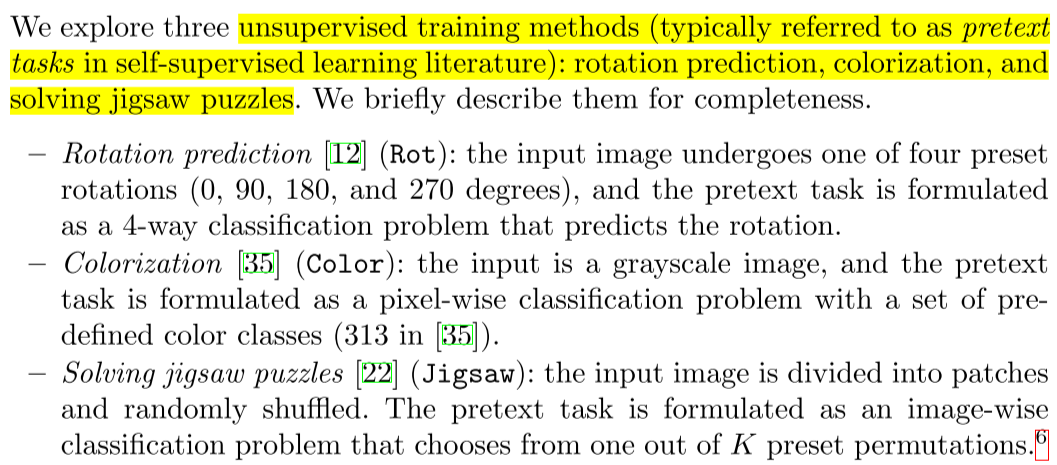 We explore three unsupervised training methods (typically referred to as pretext
tasks in self-supervised learning literature): rotation prediction, colorization, and
solving jigsaw puzzles. We briefly describe them for completeness.
– Rotation prediction [12] (Rot): the input image undergoes one of four preset
rotations (0, 90, 180, and 270 degrees), and the pretext task is formulated
as a 4-way classification problem that predicts the rotation.
– Colorization [35] (Color): the input is a grayscale image, and the pretext
task is formulated as a pixel-wise classification problem with a set of pre-
defined color classes (313 in [35]).
– Solving jigsaw puzzles [22] (Jigsaw): the input image is divided into patches
and randomly shuffled. The pretext task is formulated as an image-wise
classification problem that chooses from one out of K preset permutations.6